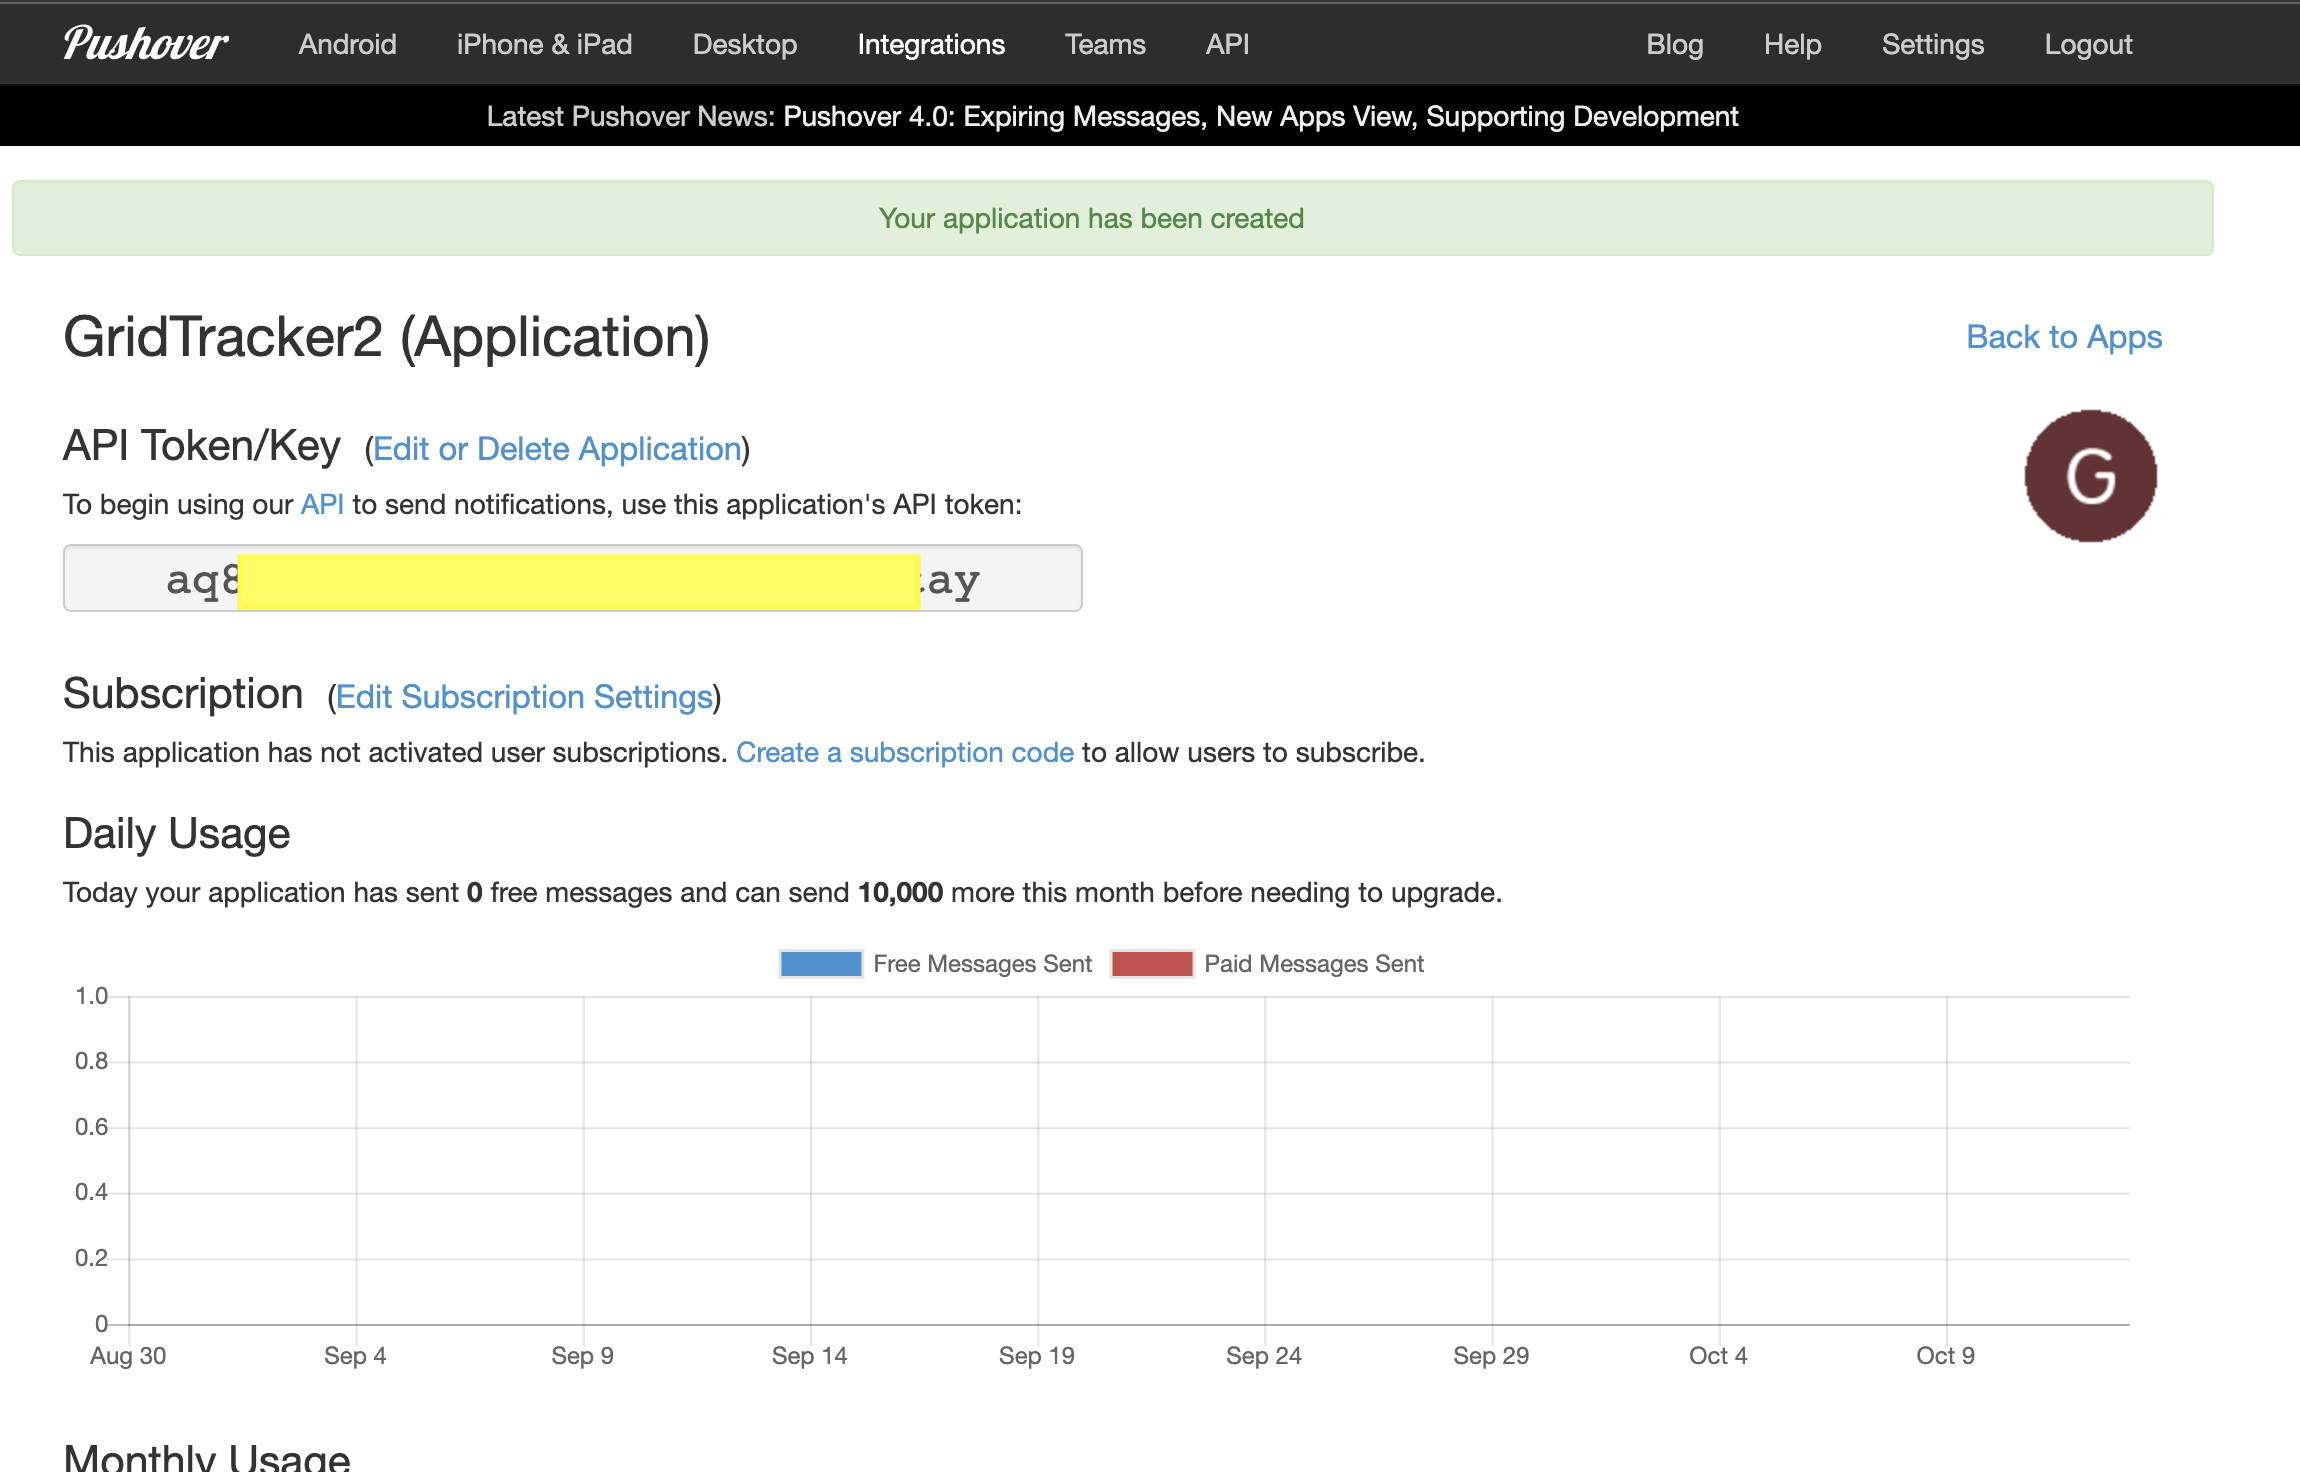 Pushover Android iPhone & iPad Desktop Integrations Teams API Blog Help Settings Logout
Latest Pushover News: Pushover 4.0: Expiring Messages, New Apps View, Supporting Development
Your application has been created
GridTracker2 (Application)
Back to Apps
API Token/Key (Edit or Delete Application)
G
To begin using our API to send notifications, use this application's API token:
aq8 ay
Subscription (Edit Subscription Settings)
This application has not activated user subscriptions. Create a subscription code to allow users to subscribe.
Daily Usage
Today your application has sent 0 free messages and can send 10,000 more this month before needing to upgrade.
Free Messages Sent Paid Messages Sent
1.0
0.8
0.6
0.4
0.2
0
Aug 30 Sep 4 Sep 9 Sep 14 Sep 19 Sep 24 Sep 29 Oct 4 Oct 9
Monthly Usage